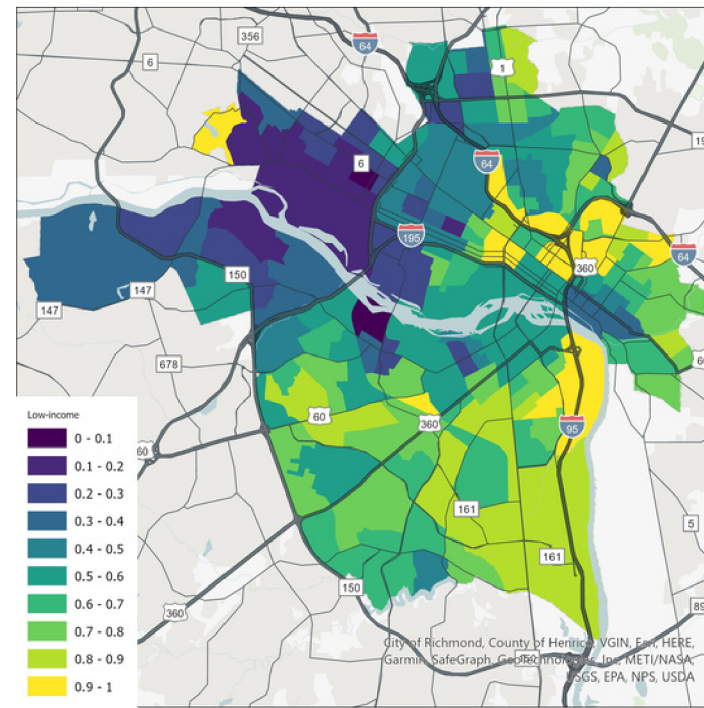 356
64
6
1
19
64
6
195
64
360
150
147
147
678
60
360
60
95
161
5
161
150
360
89
Low-income
0 - 0.1
0.1 - 0.2
0.2 - 0.3
0.3 - 0.4
0.4 - 0.5
0.5 - 0.6
0.6 - 0.7
0.7 - 0.8
0.8 - 0.9
0.9 - 1
City of Richmond, County of Henrico, VGIN, Esri, HERE,
Garmin, SafeGraph, GeoTechnologies, Inc, METI/NASA,
USGS, EPA, NPS, USDA